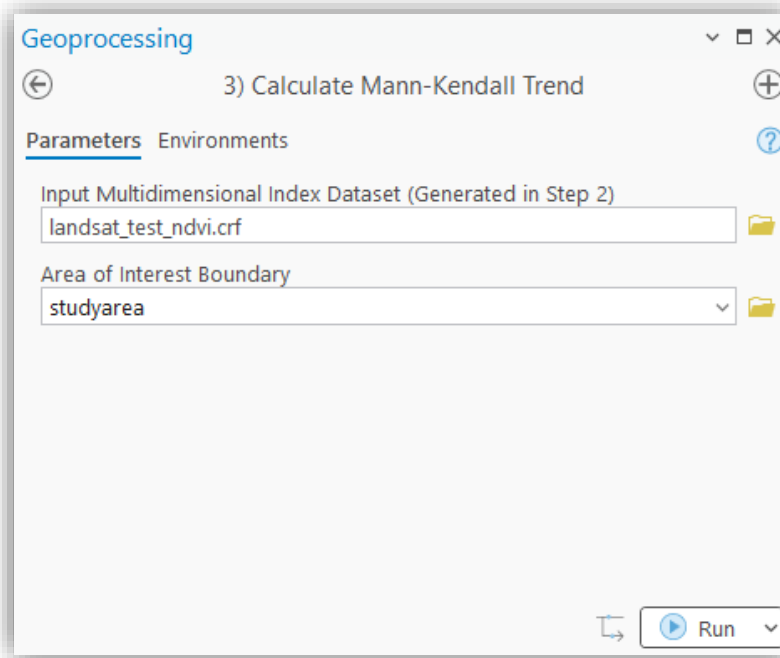 Geoprocessing
3) Calculate Mann-Kendall Trend
Parameters Environments
Input Multidimensional Index Dataset (Generated in Step 2)
landsat_test_ndvi.crf
Area of Interest Boundary
studyarea
Run